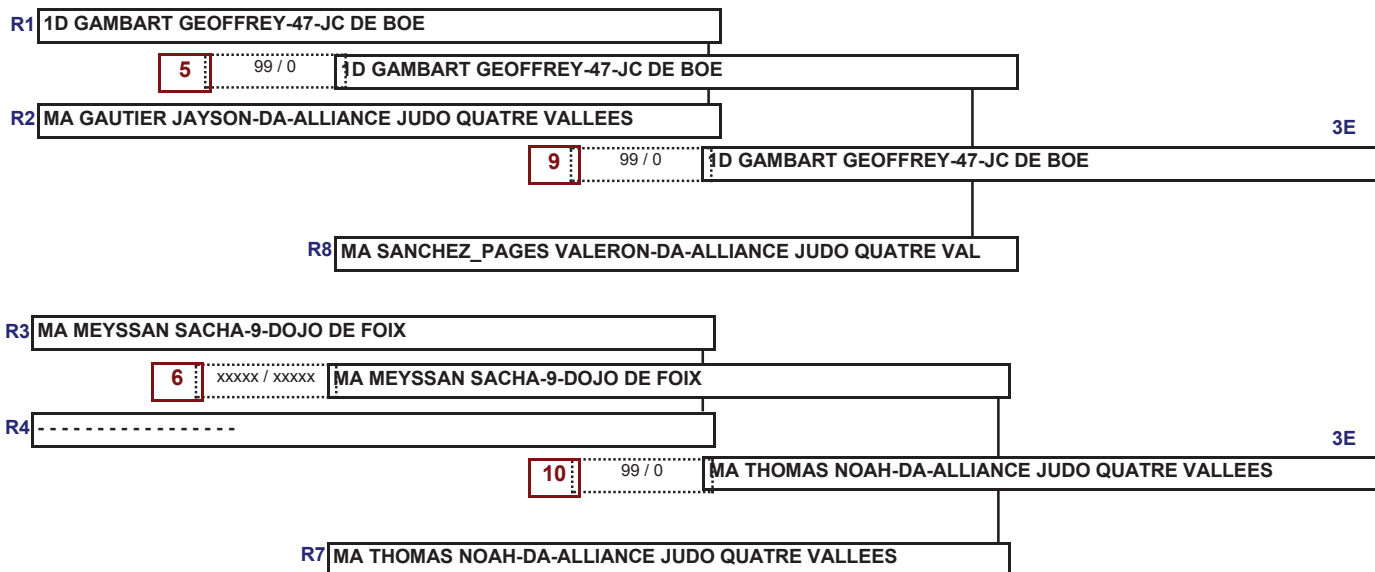 R1 1D GAMBART GEOFFREY-47-JC DE BOE
5 99 / 0 1D GAMBART GEOFFREY-47-JC DE BOE
R2 MA GAUTIER JAYSON-DA-ALLIANCE JUDO QUATRE VALLEES
3E
9 99 / 0 1D GAMBART GEOFFREY-47-JC DE BOE
R8 MA SANCHEZ_PAGES VALERON-DA-ALLIANCE JUDO QUATRE VAL
R3 MA MEYSSAN SACHA-9-DOJO DE FOIX
6 xxxxx / xxxxx MA MEYSSAN SACHA-9-DOJO DE FOIX
R4 - - - - - - - - - - - - - - - - -
3E
10 99 / 0 MA THOMAS NOAH-DA-ALLIANCE JUDO QUATRE VALLEES
R7 MA THOMAS NOAH-DA-ALLIANCE JUDO QUATRE VALLEES